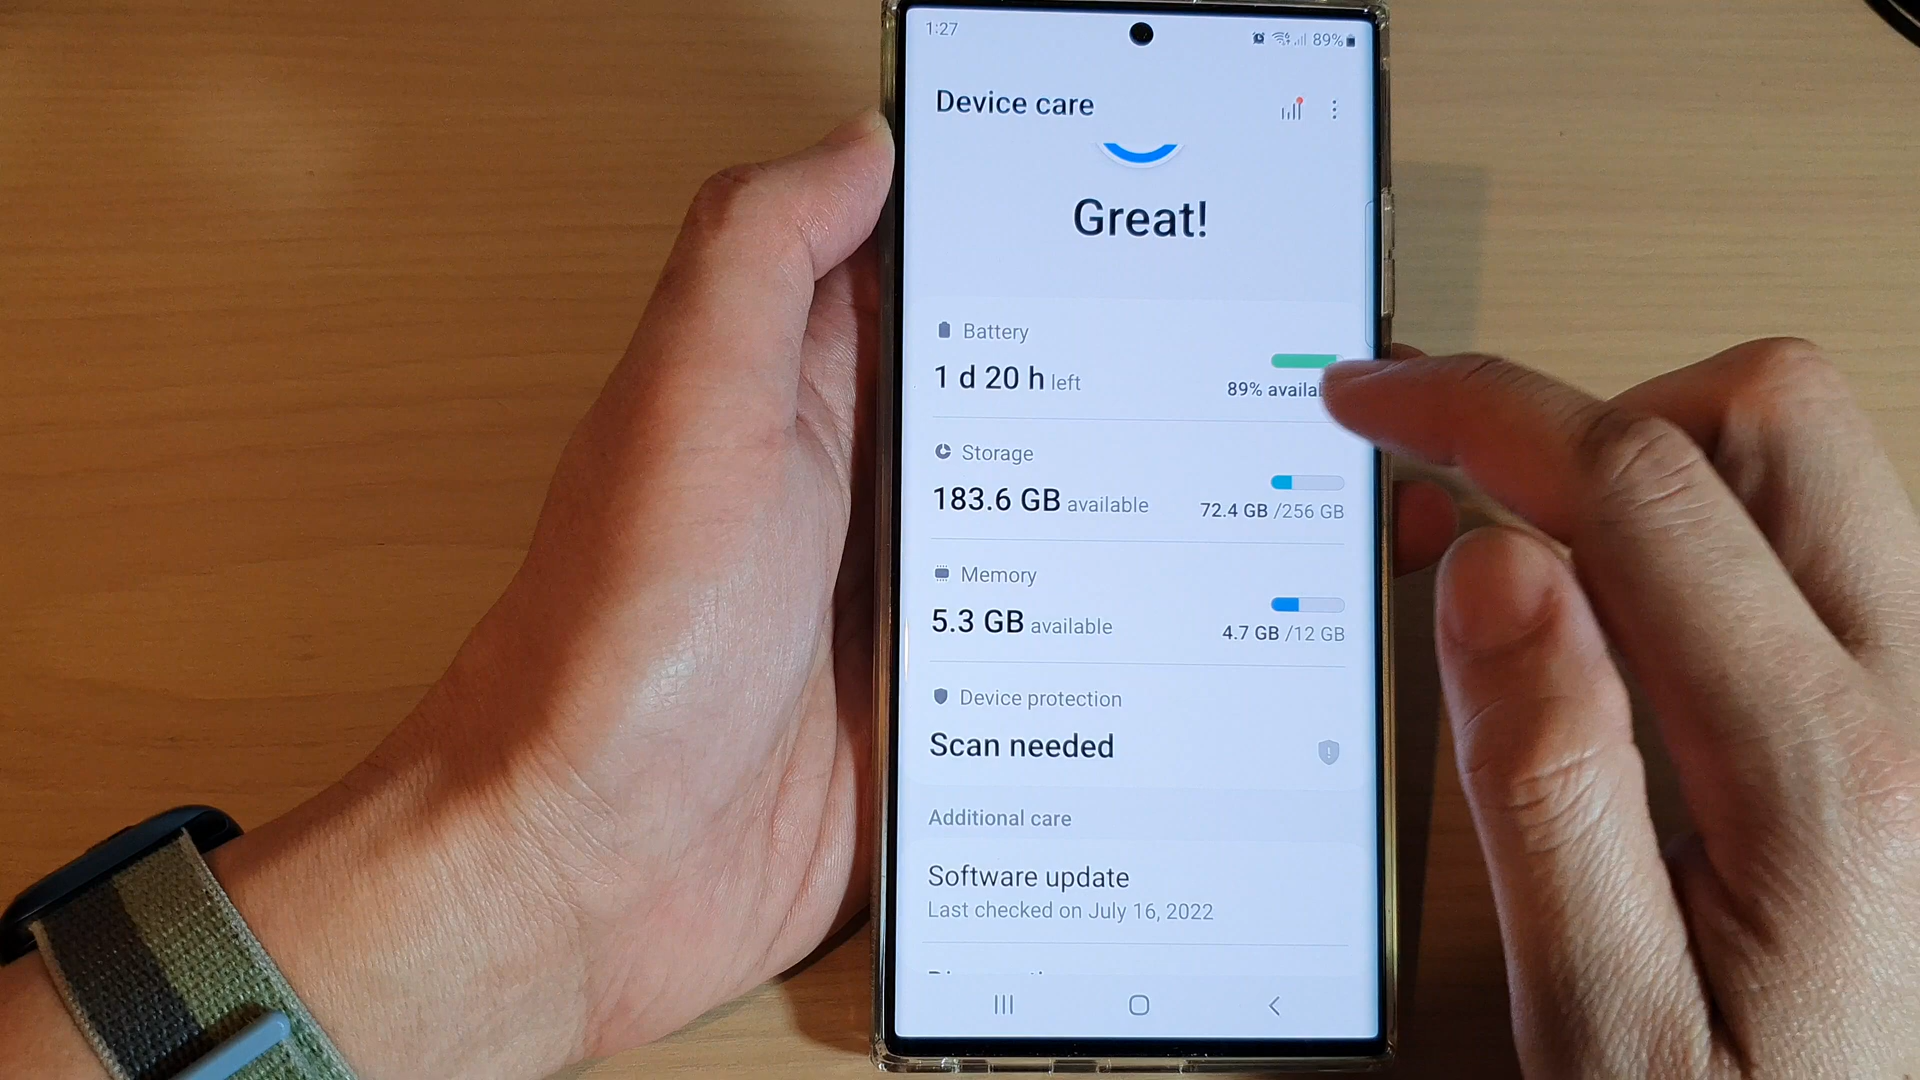 1:27
89%
Device care
Great!
Battery
1 d 20 h left
89%
Storage
183.6 GB available
72.4 GB /256 GB
Memory
5.3 GB available
4.7 GB /12 GB
Device protection
Scan needed
Additional care
Software update
Last checked on July 16, 2022